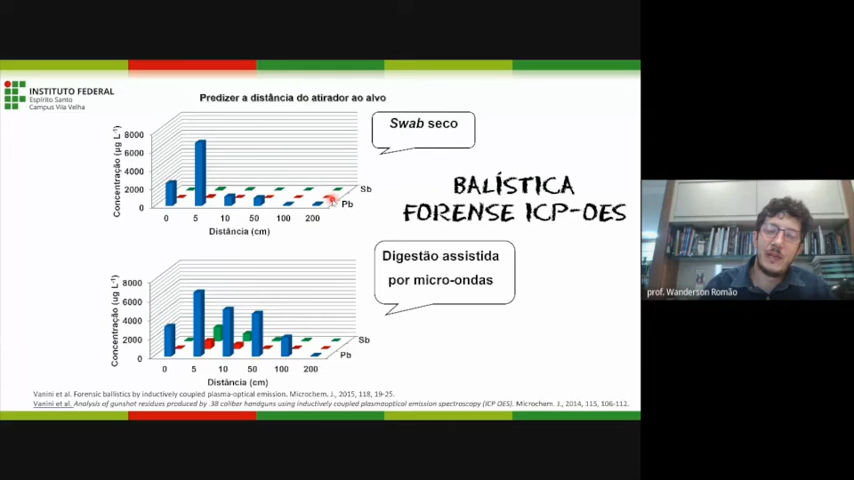 INSTITUTO FEDERAL
Espírito Santo
Campus Vila Velha
Predizer a distância do atirador ao alvo
Swab seco
Concentração (µg L⁻¹)
8000
6000
4000
2000
0
Sb
Pb
0 5 10 50 100 200
Distância (cm)
BALÍSTICA
FORENSE ICP-OES
Digestão assistida
por micro-ondas
Concentração (ug L⁻¹)
8000
6000
4000
2000
0
Sb
Pb
0 5 10 50 100 200
Distância (cm)
prof. Wanderson Romão
Vanini et al. Forensic ballistics by inductively coupled plasma-optical emission. Microchem. J., 2015, 118, 19-25.
Vanini et al. Analysis of gunshot residues produced by .38 caliber handguns using inductively coupled plasmaoptical emission spectroscopy (ICP OES). Microchem. J., 2014, 115, 106-112.